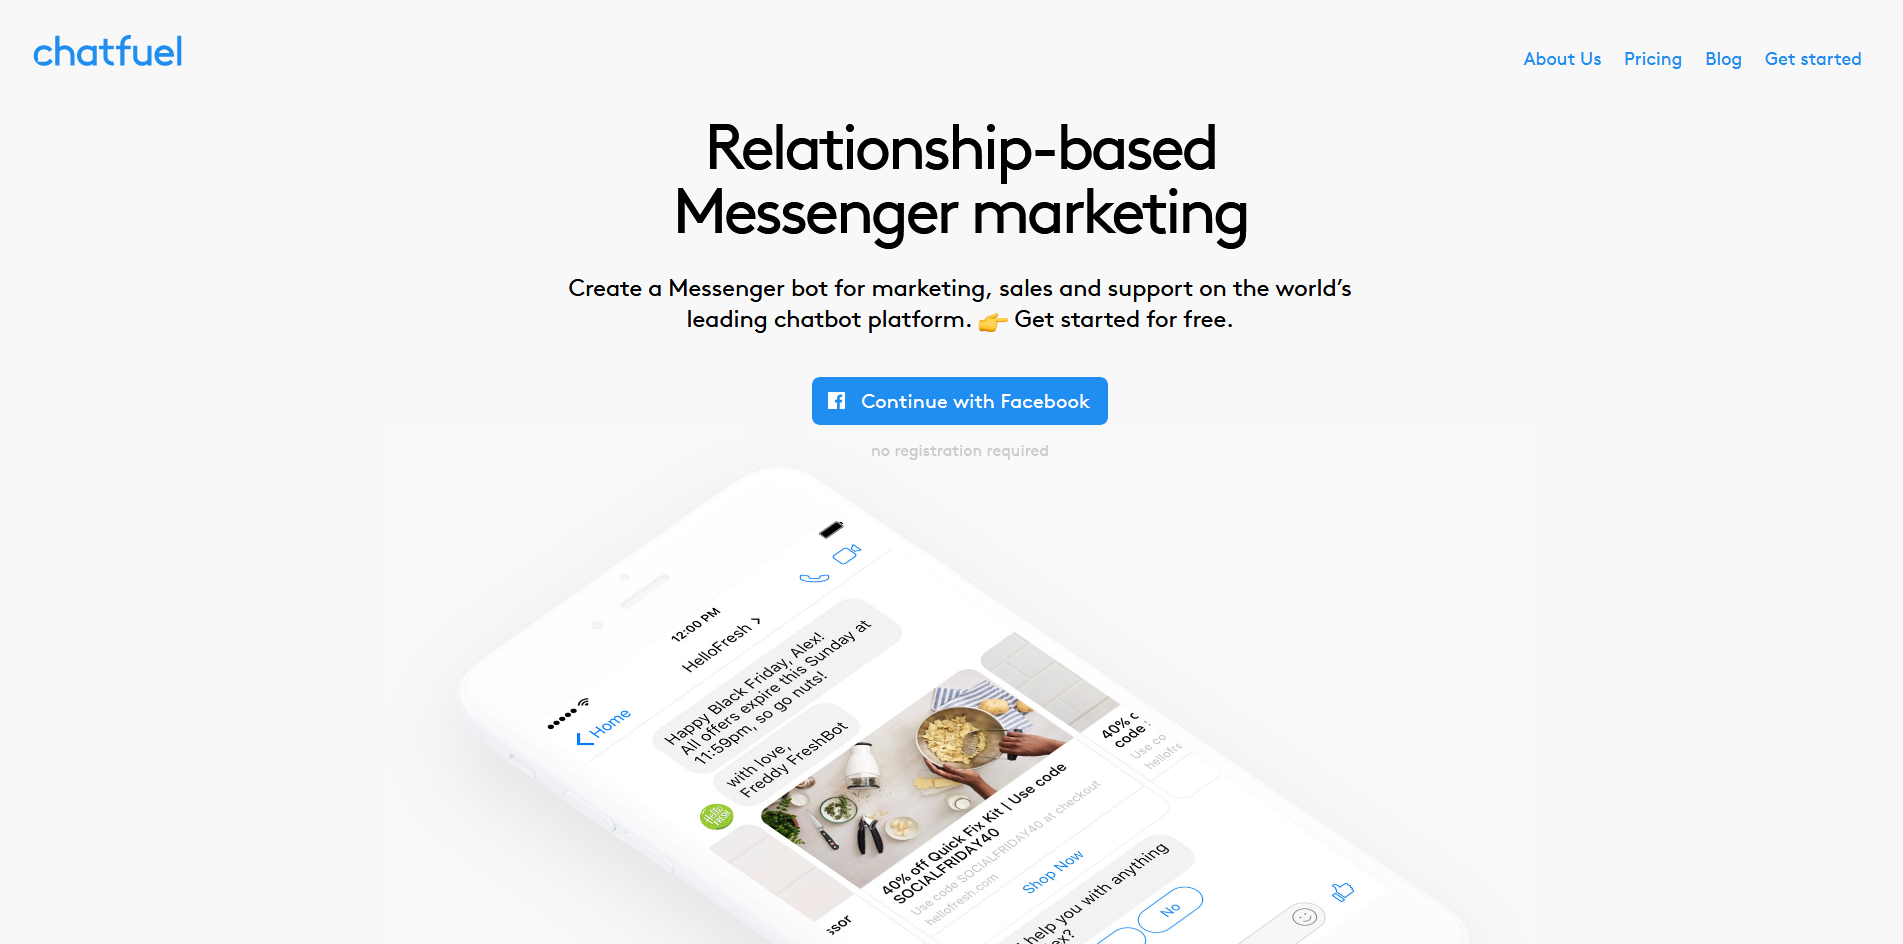 chatfuel
About Us
Pricing
Blog
Get started
Relationship-based
Messenger marketing
Create a Messenger bot for marketing, sales and support on the world’s
leading chatbot platform. 👉 Get started for free.
Continue with Facebook
no registration required
12:00 PM
Home
HelloFresh
Happy Black Friday, Alex!
All offers expire this Sunday at
11:59pm, so go nuts!
with love,
Freddy FreshBot
Hello
FRESH
40% off Quick Fix Kit | Use code
SOCIALFRIDAY40
Use code SOCIALFRIDAY40 at checkout
hellofresh.com
Shop Now
40% o
code
Use co
hellofre
ssor
help you with anything
ex?
No